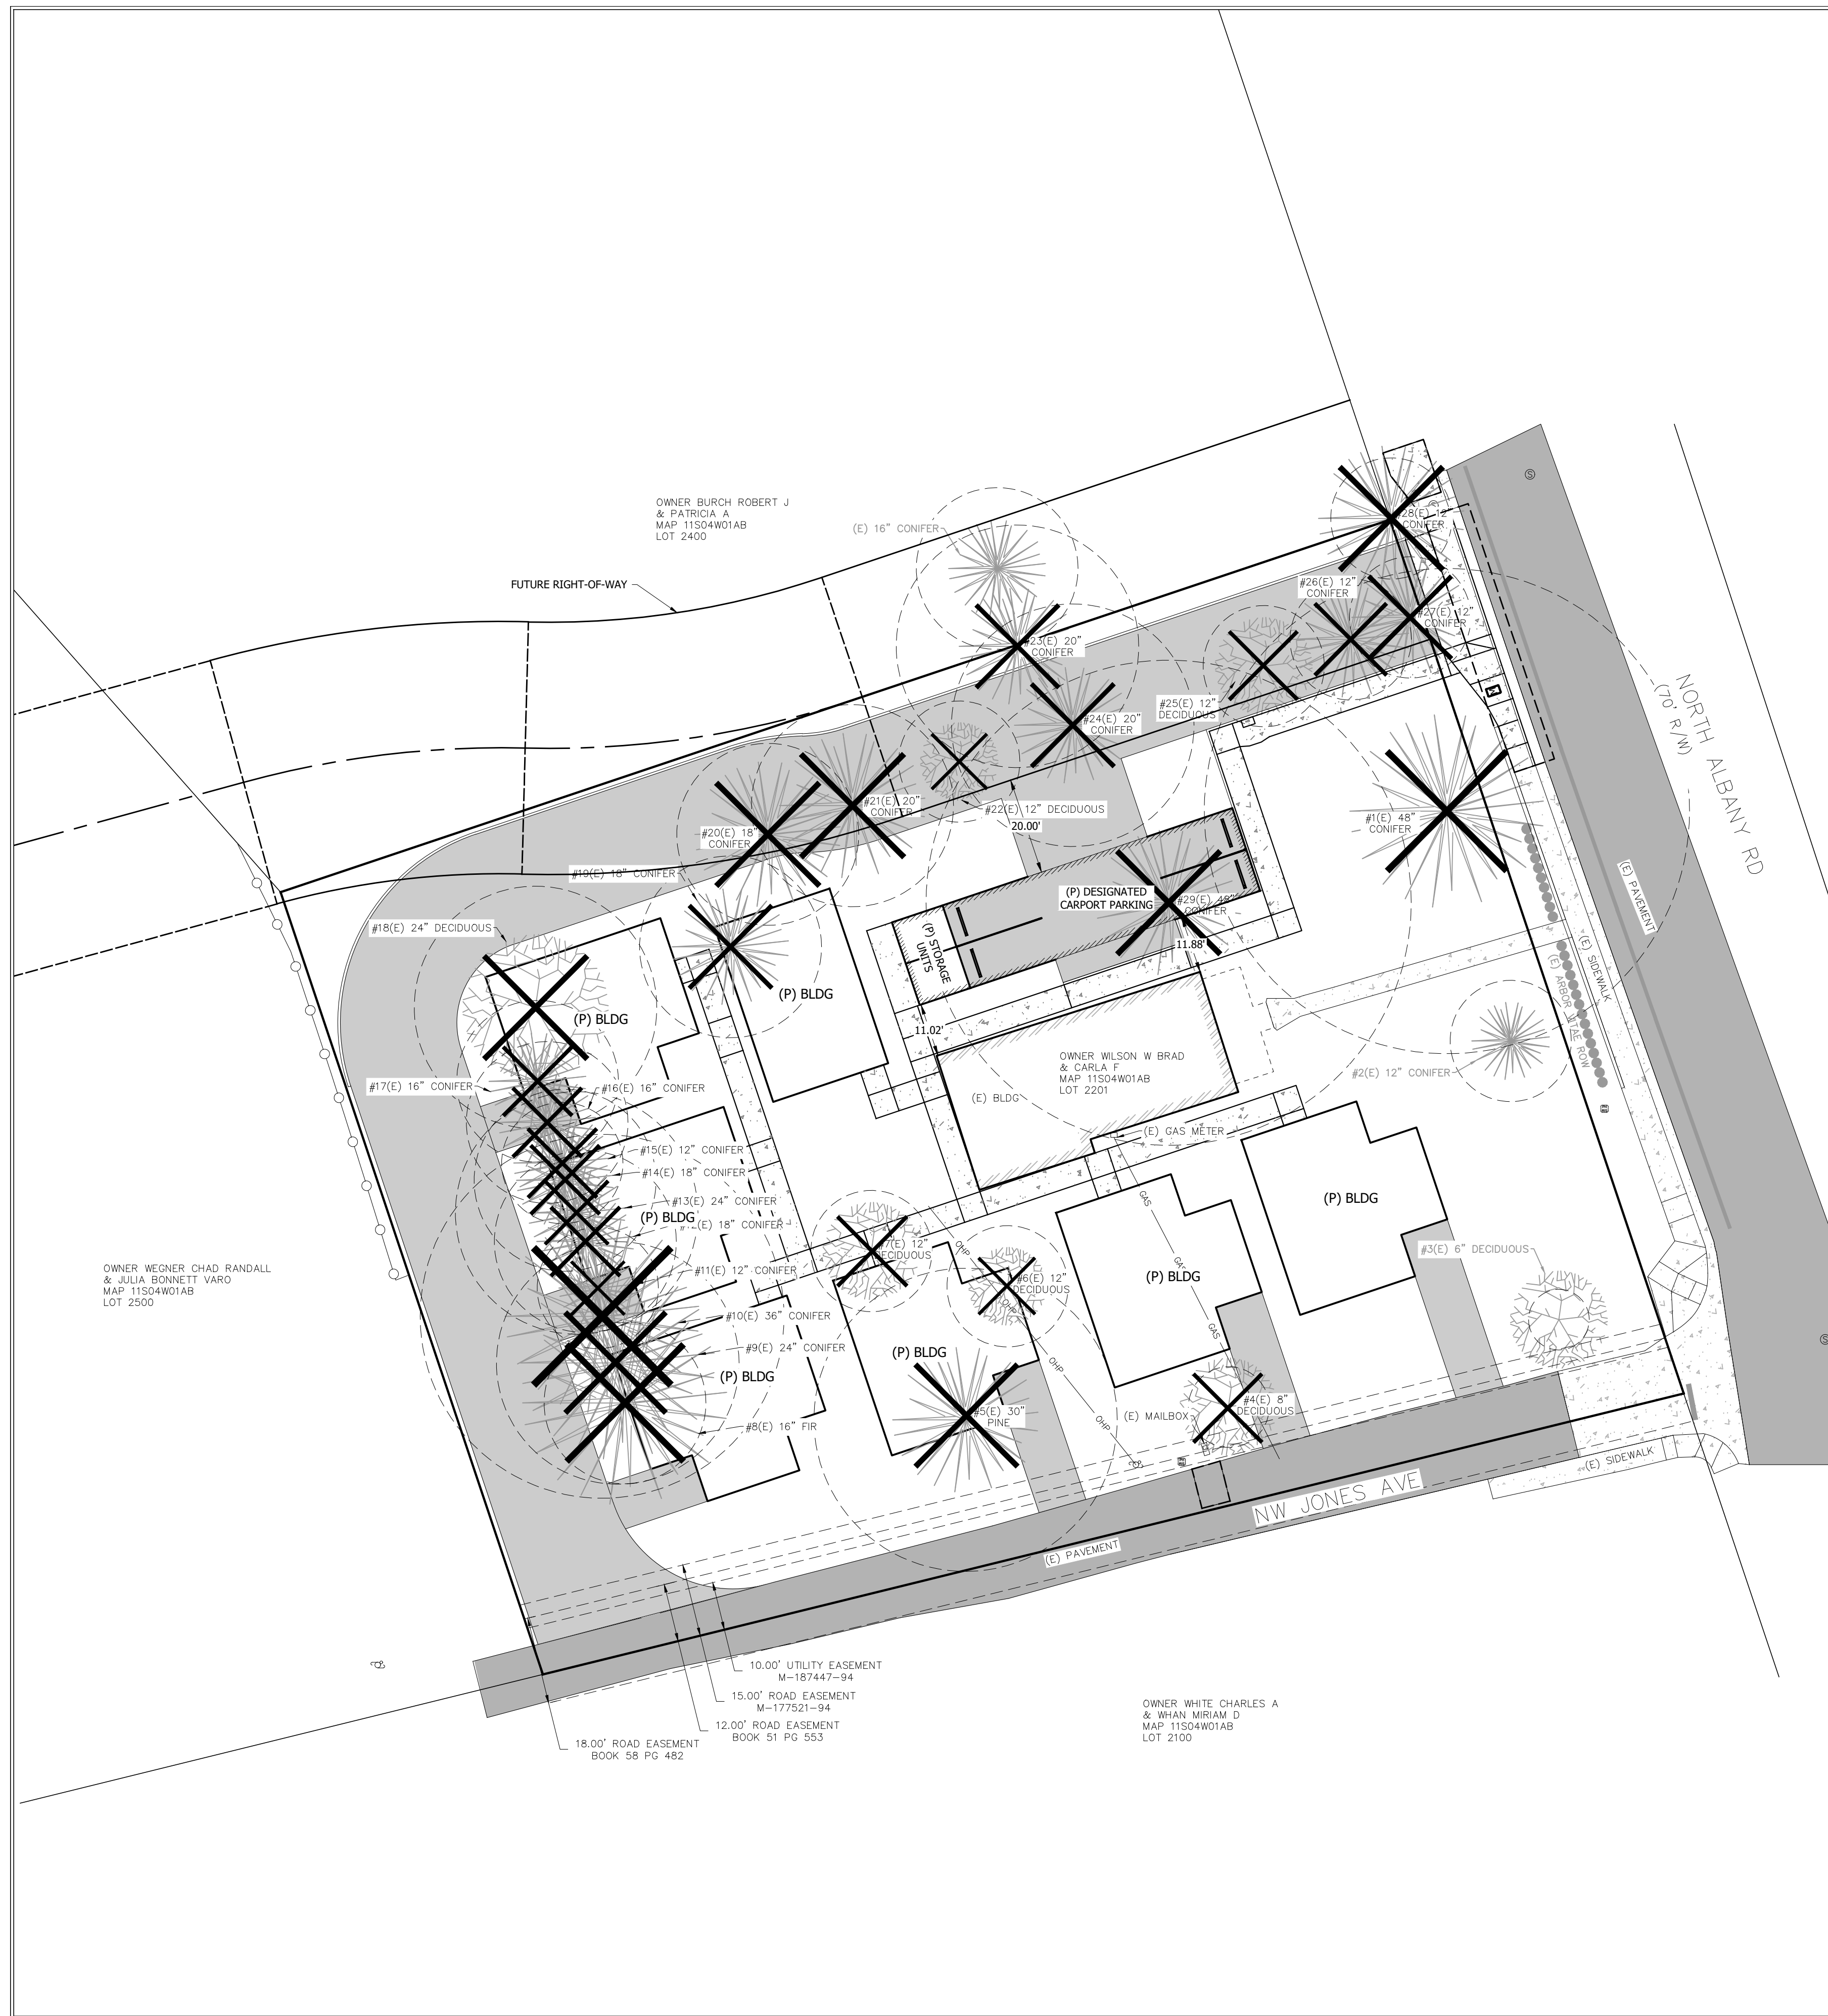 OWNER BURCH ROBERT J
& PATRICIA A
MAP 11S04W01AB
LOT 2400
(E) 16" CONIFER
FUTURE RIGHT-OF-WAY
#28(E) 12"
CONIFER
#26(E) 12"
CONIFER
#27(E) 12"
CONIFER
#23(E) 20"
CONIFER
#25(E) 12"
DECIDUOUS
#24(E) 20"
CONIFER
NORTH ALBANY RD
(70' R/W)
#21(E) 20"
CONIFER
#22(E) 12" DECIDUOUS
20.00'
#20(E) 18"
CONIFER
#1(E) 48"
CONIFER
#19(E) 18" CONIFER
(E) PAVEMENT
(P) DESIGNATED
CARPORT PARKING
#29(E) 48"
CONIFER
#18(E) 24" DECIDUOUS
(P) STORAGE
UNITS
11.88'
(E) SIDEWALK
(E) ARBOR VITAE ROW
(P) BLDG
(P) BLDG
11.02'
OWNER WILSON W BRAD
& CARLA F
MAP 11S04W01AB
LOT 2201
#2(E) 12" CONIFER
#17(E) 16" CONIFER
#16(E) 16" CONIFER
(E) BLDG
(E) GAS METER
#15(E) 12" CONIFER
#14(E) 18" CONIFER
#13(E) 24" CONIFER
(P) BLDG
(E) 18" CONIFER
GAS
(P) BLDG
OHP
#7(E) 12"
DECIDUOUS
#3(E) 6" DECIDUOUS
OWNER WEGNER CHAD RANDALL
& JULIA BONNETT VARO
MAP 11S04W01AB
LOT 2500
#11(E) 12" CONIFER
#6(E) 12"
DECIDUOUS
GAS
(P) BLDG
OHP
#10(E) 36" CONIFER
GAS
#9(E) 24" CONIFER
(P) BLDG
OHP
(P) BLDG
#4(E) 8"
DECIDUOUS
#5(E) 30"
PINE
(E) MAILBOX
OHP
#8(E) 16" FIR
(E) SIDEWALK
NW JONES AVE
(E) PAVEMENT
10.00' UTILITY EASEMENT
M-187447-94
15.00' ROAD EASEMENT
M-177521-94
12.00' ROAD EASEMENT
BOOK 51 PG 553
18.00' ROAD EASEMENT
BOOK 58 PG 482
OWNER WHITE CHARLES A
& WHAN MIRIAM D
MAP 11S04W01AB
LOT 2100
S
S